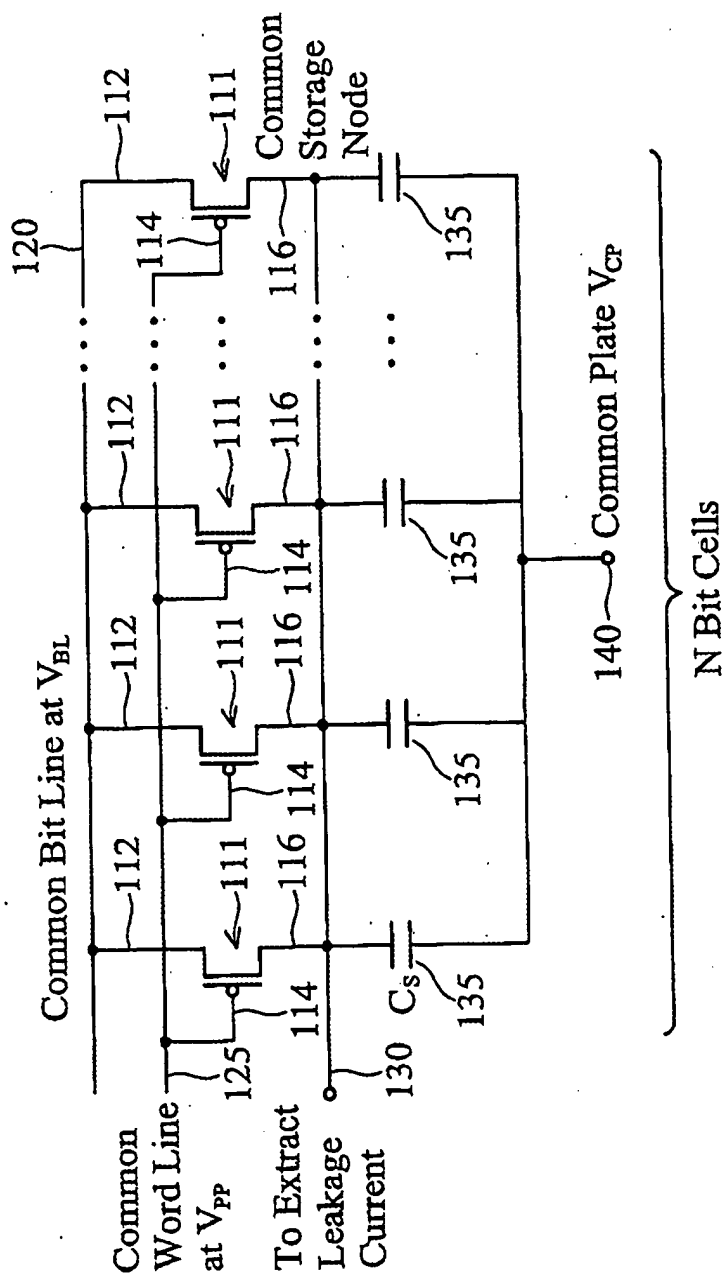 120
Common Bit Line at V_BL
112
112
112
112
111
111
111
111
114
114
114
114
116
116
116
116
Common
Storage
Node
Common
Word Line
at V_PP
125
To Extract
Leakage
Current
130
C_S
135
135
135
135
140
Common Plate V_CP
N Bit Cells